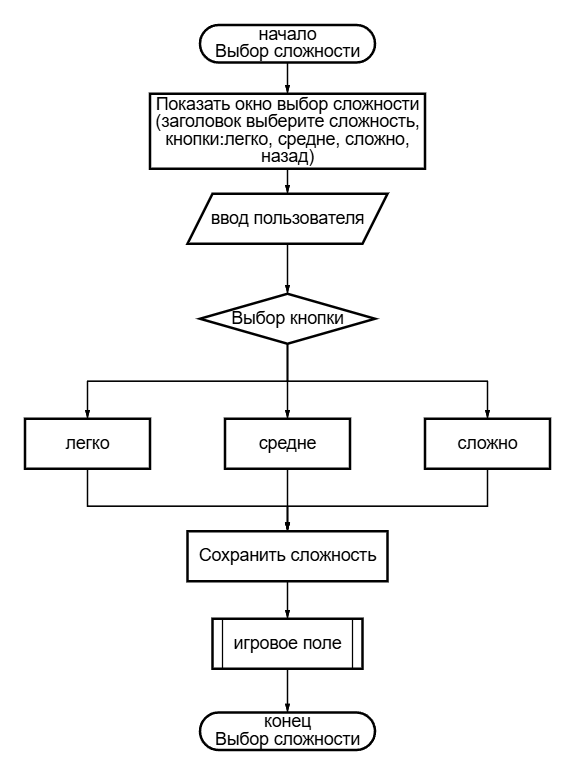 начало
Выбор сложности
Показать окно выбор сложности
(заголовок выберите сложность,
кнопки:легко, средне, сложно,
назад)
ввод пользователя
Выбор кнопки
легко
средне
сложно
Сохранить сложность
игровое поле
конец
Выбор сложности